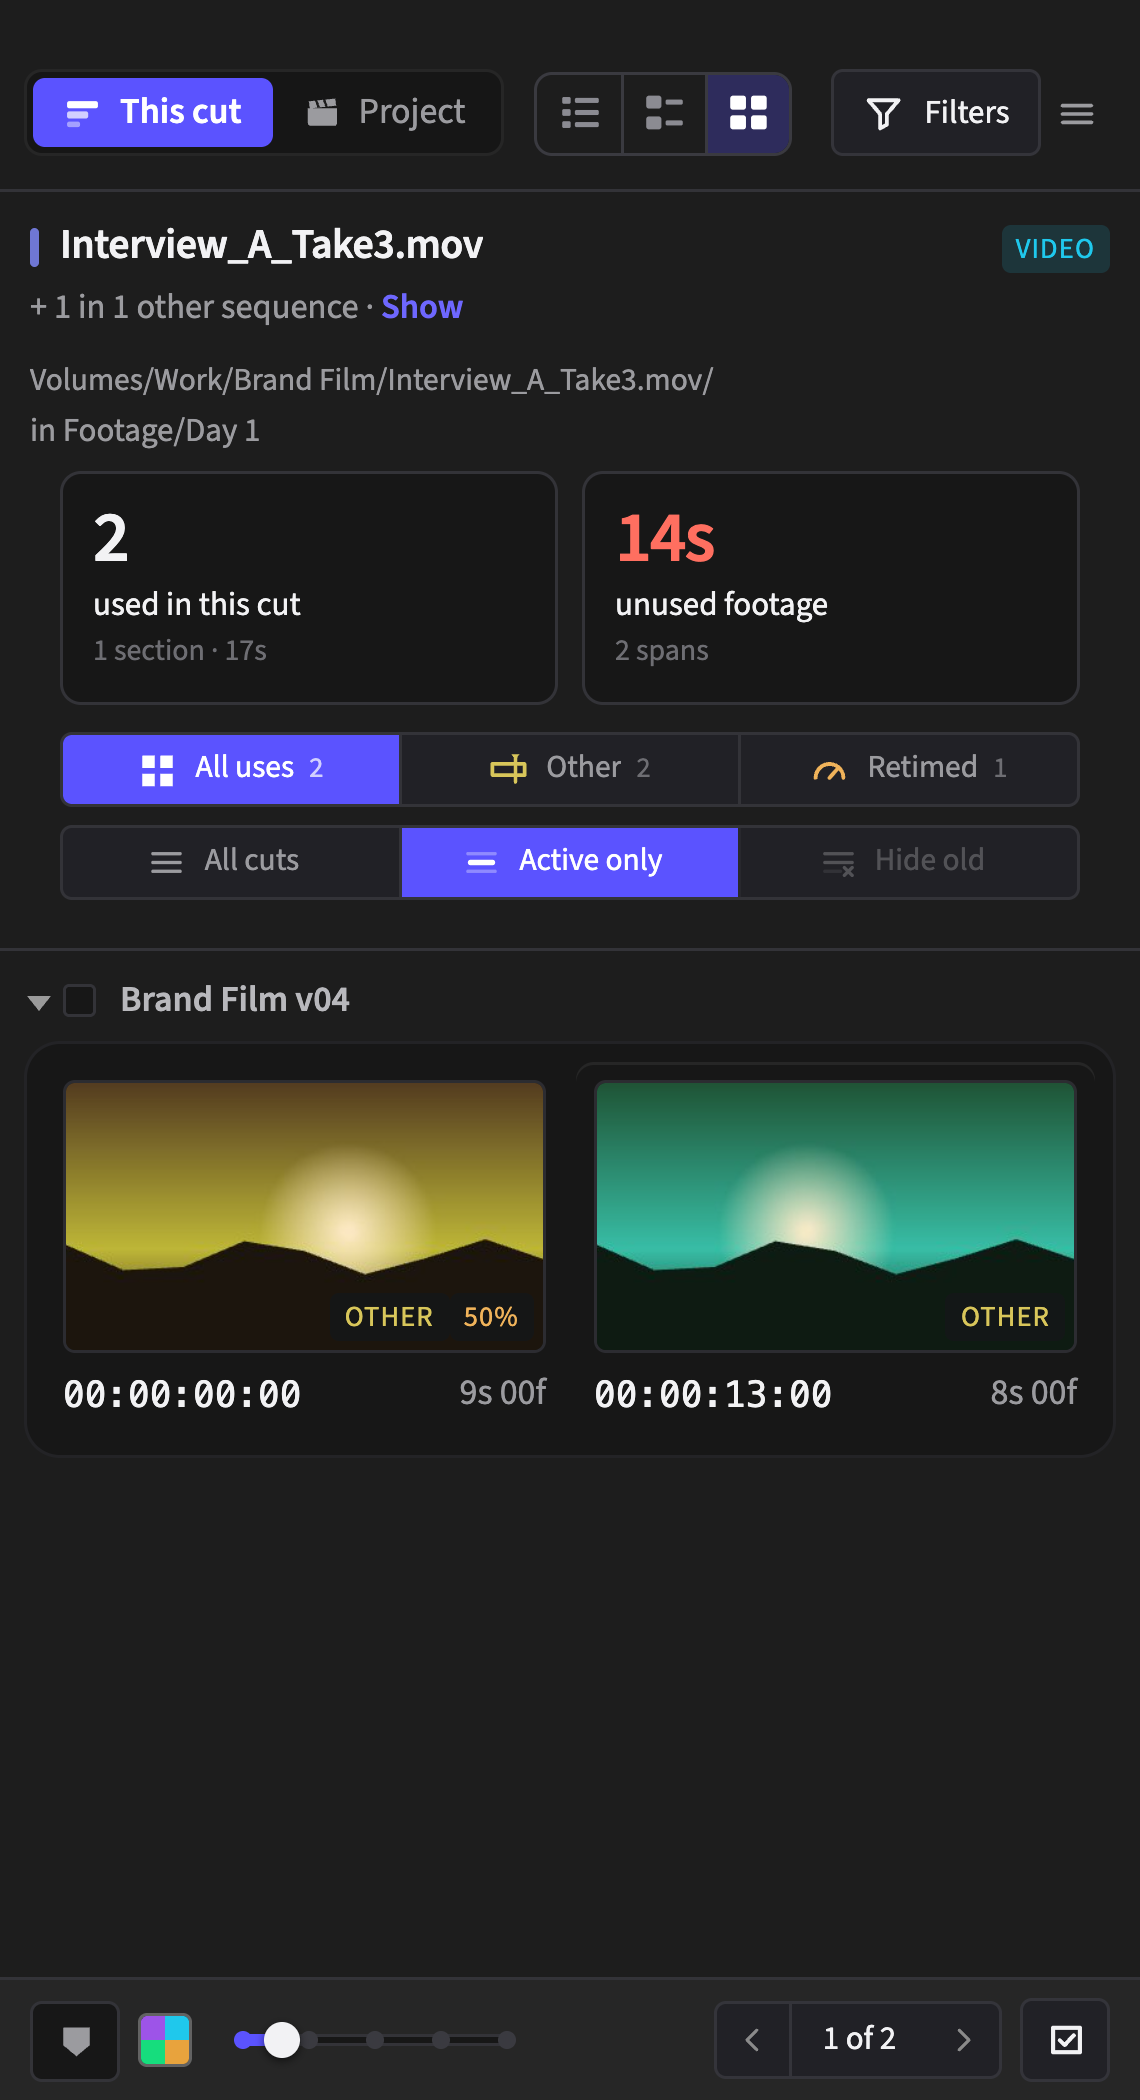 This cut
Project
Filters
Interview_A_Take3.mov
VIDEO
+ 1 in 1 other sequence · Show
Volumes/Work/Brand Film/Interview_A_Take3.mov/
in Footage/Day 1
2
used in this cut
1 section · 17s
14s
unused footage
2 spans
All uses 2
Other 2
Retimed 1
All cuts
Active only
Hide old
Brand Film v04
OTHER 50%
00:00:00:00 9s 00f
OTHER
00:00:13:00 8s 00f
1 of 2